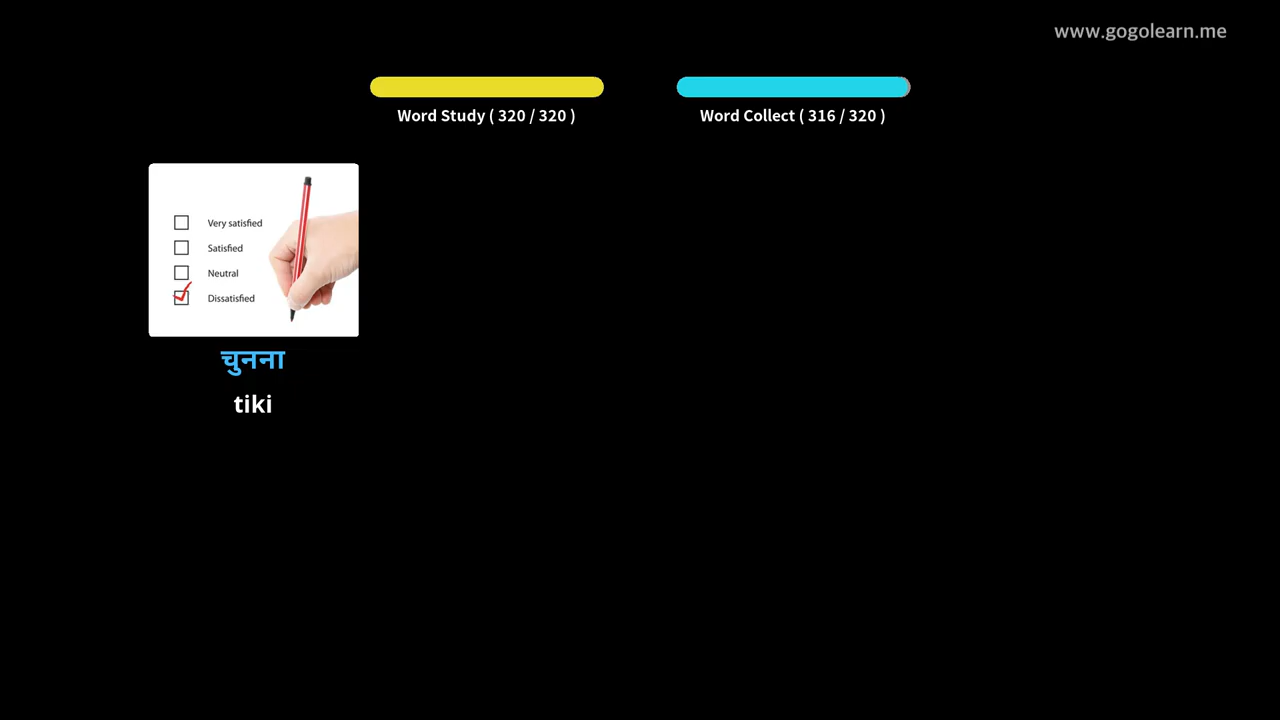 www.gogolearn.me
Word Study ( 320 / 320 )
Word Collect ( 316 / 320 )
Very satisfied
Satisfied
Neutral
Dissatisfied
चुनना
tiki